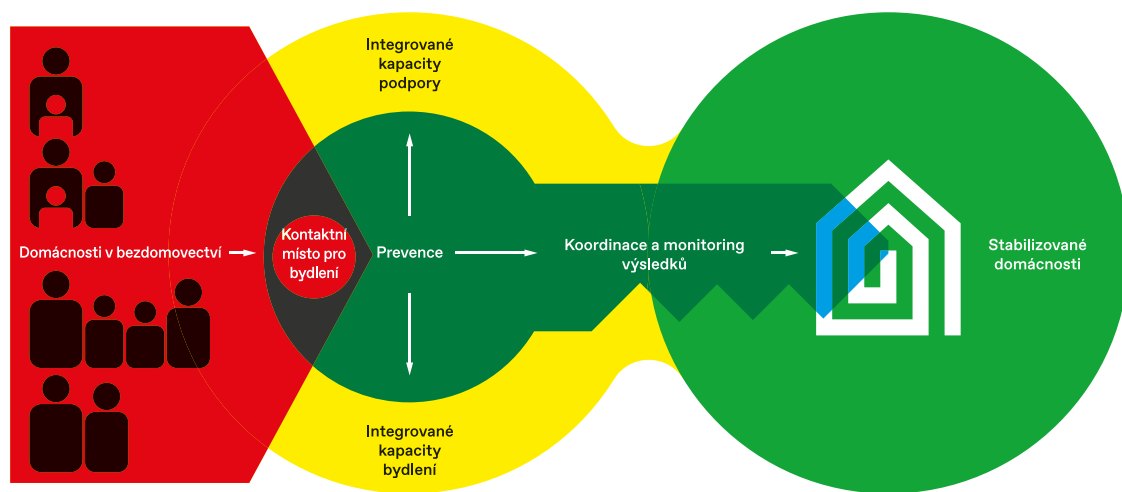 Domácnosti v bezdomovectví
Kontaktní
místo pro
bydlení
Integrované
kapacity
podpory
Prevence
Integrované
kapacity
bydlení
Koordinace a monitoring
výsledků
Stabilizované
domácnosti